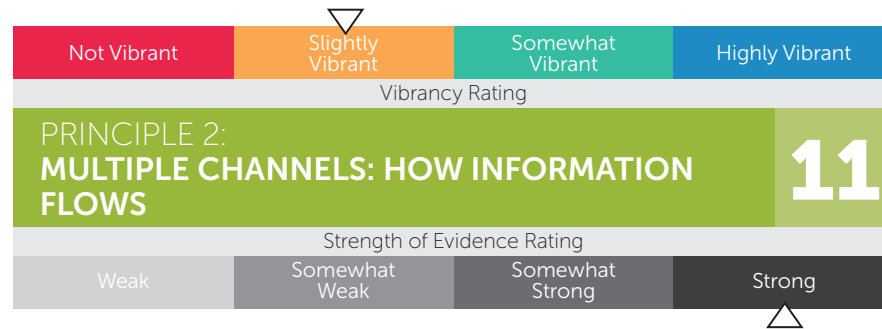 Not Vibrant
Slightly
Vibrant
Somewhat
Vibrant
Highly Vibrant
Vibrancy Rating
PRINCIPLE 2:
MULTIPLE CHANNELS: HOW INFORMATION
FLOWS
11
Strength of Evidence Rating
Weak
Somewhat
Weak
Somewhat
Strong
Strong